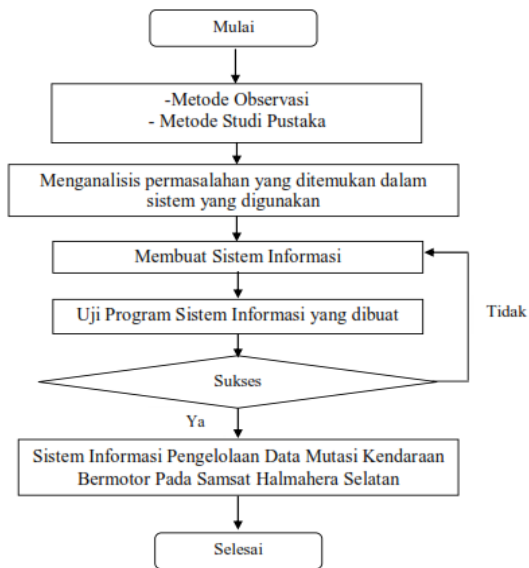 Mulai
-Metode Observasi
- Metode Studi Pustaka
Menganalisis permasalahan yang ditemukan dalam
sistem yang digunakan
Membuat Sistem Informasi
Uji Program Sistem Informasi yang dibuat
Tidak
Sukses
Ya
Sistem Informasi Pengelolaan Data Mutasi Kendaraan
Bermotor Pada Samsat Halmahera Selatan
Selesai